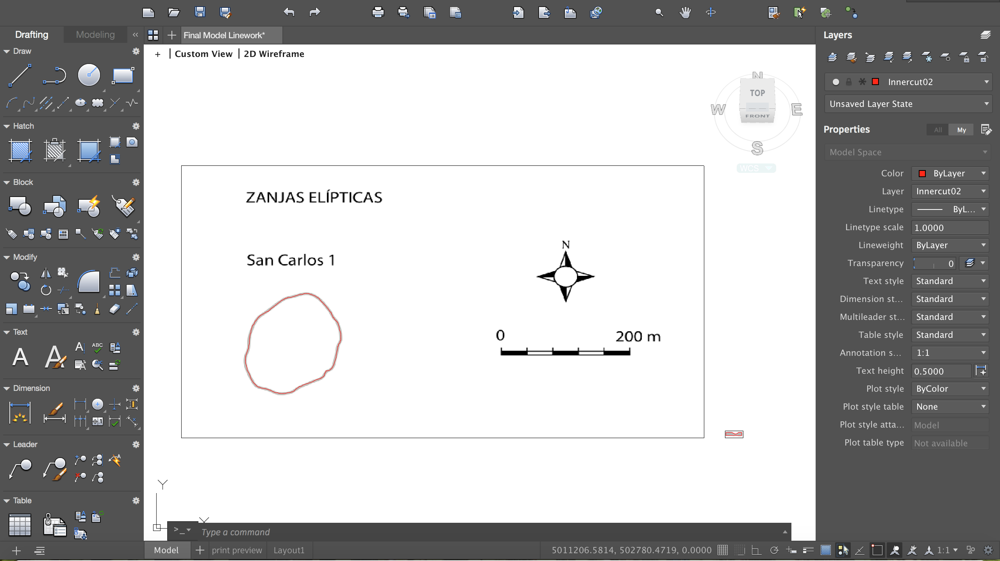 Drafting
Modeling
Final Model Linework*
Draw
Hatch
Block
Modify
Text
A
A
A
ABC
A
A
ABC
Dimension
.1
x
Leader
A
Table
A
+ | Custom View | 2D Wireframe
N
W
TOP
E
FRONT
S
WCS
ZANJAS ELÍPTICAS
San Carlos 1
N
0
200 m
Y
X
>_ Type a command
Model
print preview
Layout1
5011206.5814, 502780.4719, 0.0000
1:1
Layers
Innercut02
Unsaved Layer State
Properties
All
My
Model Space
Color ByLayer
Layer Innercut02
Linetype ByL...
Linetype scale 1.0000
Lineweight ByLayer
Transparency 0
Text style Standard
Dimension st... Standard
Multileader st... Standard
Table style Standard
Annotation s... 1:1
Text height 0.5000
Plot style ByColor
Plot style table None
Plot style atta... Model
Plot table type Not available